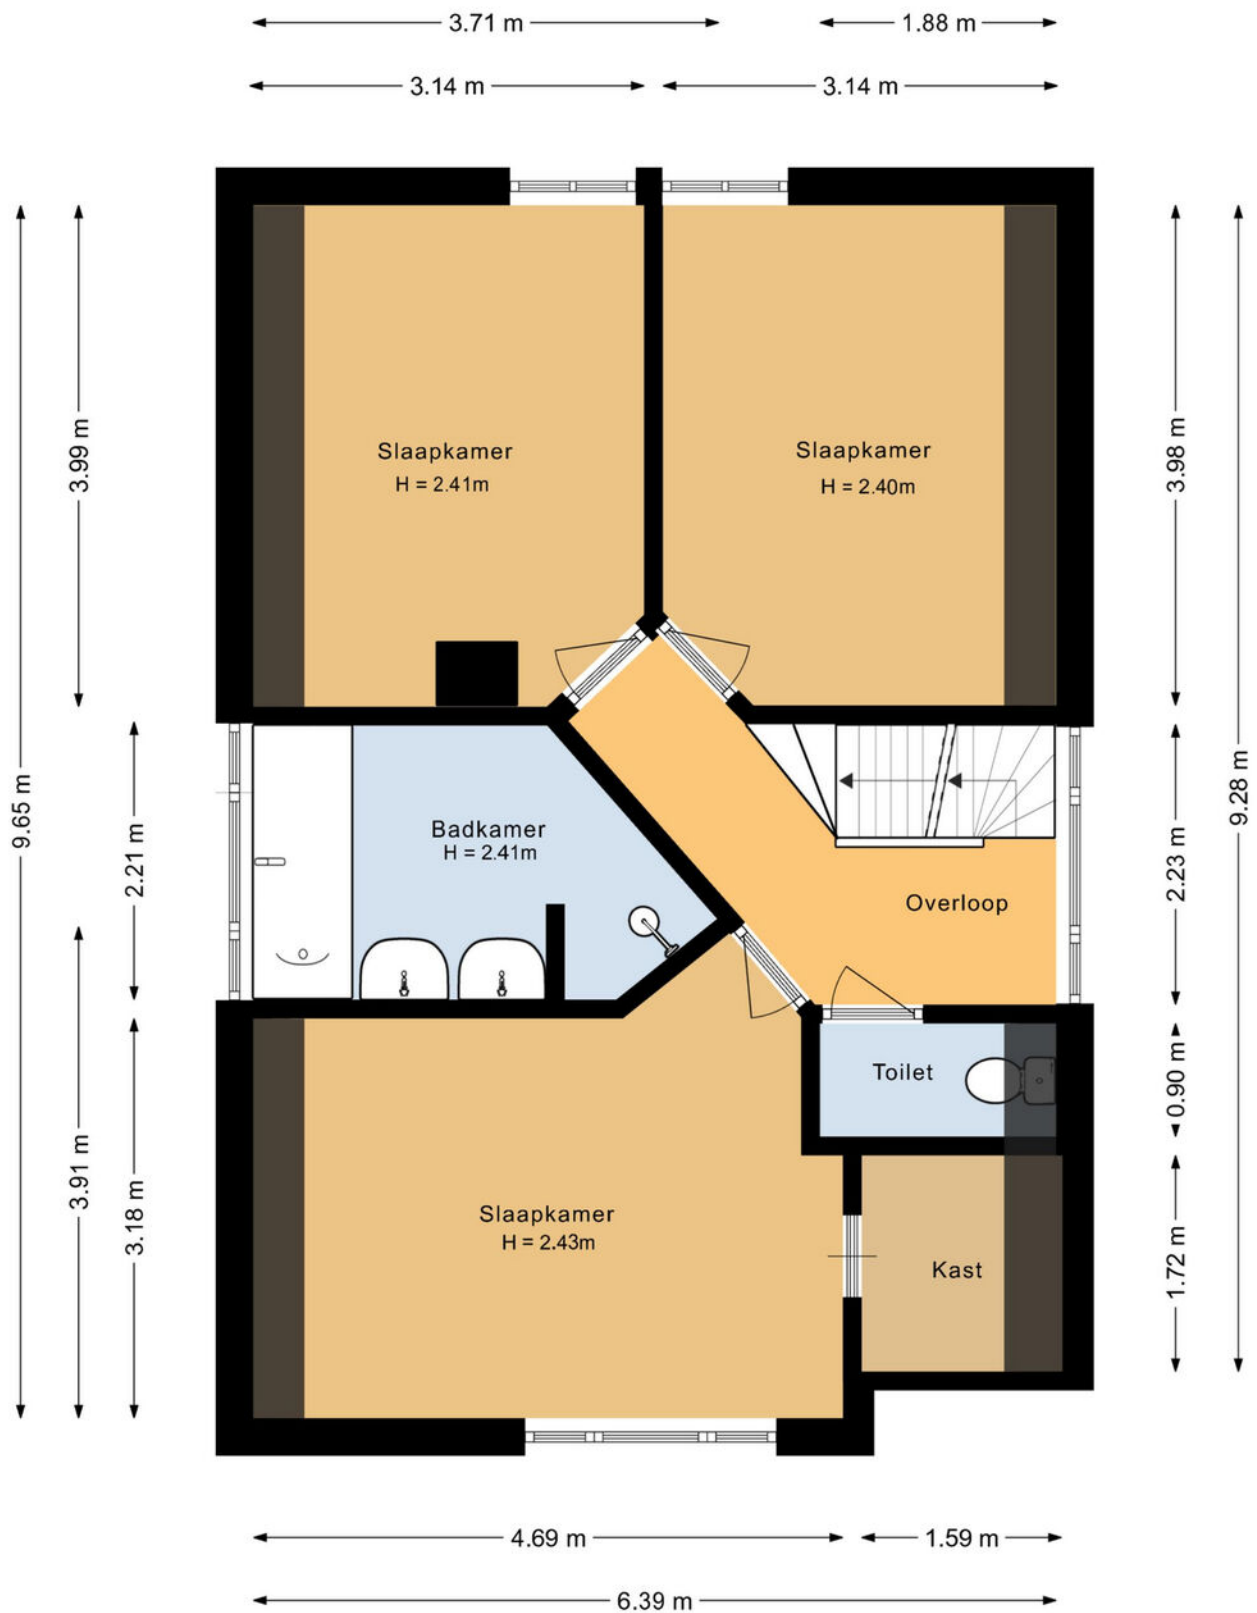 3.71 m
1.88 m
3.14 m
3.14 m
3.99 m
3.98 m
Slaapkamer
H = 2.41m
Slaapkamer
H = 2.40m
9.65 m
9.28 m
2.21 m
2.23 m
Badkamer
H = 2.41m
Overloop
Toilet
0.90 m
3.91 m
3.18 m
Slaapkamer
H = 2.43m
Kast
1.72 m
4.69 m
1.59 m
6.39 m